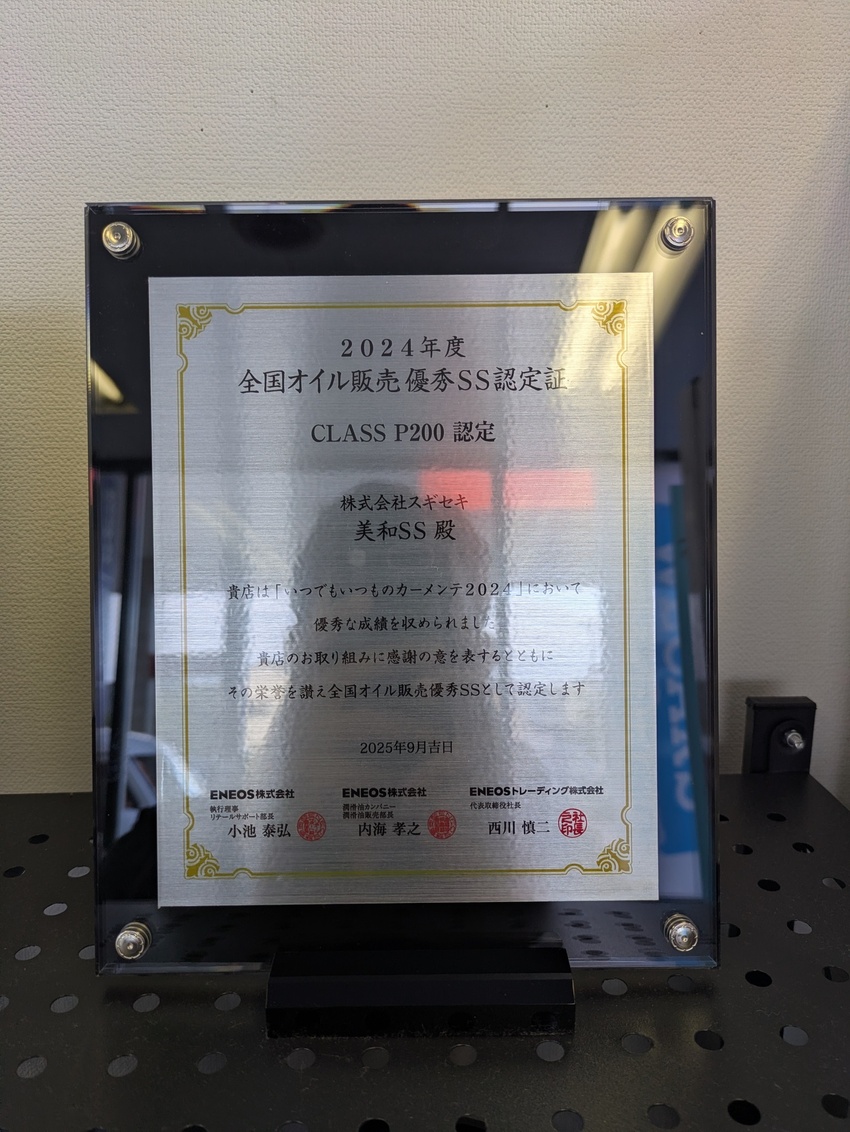 2024年度
全国オイル販売 優秀SS認定証
CLASS P200 認定
株式会社スギセキ
美和SS 殿
貴店は「いつでもいつものカーメンテ2024」において
優秀な成績を収められました
貴店のお取り組みに感謝の意を表するとともに
その栄誉を讃え全国オイル販売優秀SSとして認定します
2025年9月吉日
ENEOS株式会社
執行理事
リテールサポート部長
小池 泰弘
ENEOS株式会社
潤滑油カンパニー
潤滑油販売部長
内海 孝之
ENEOSトレーディング株式会社
代表取締役社長
西川 慎二